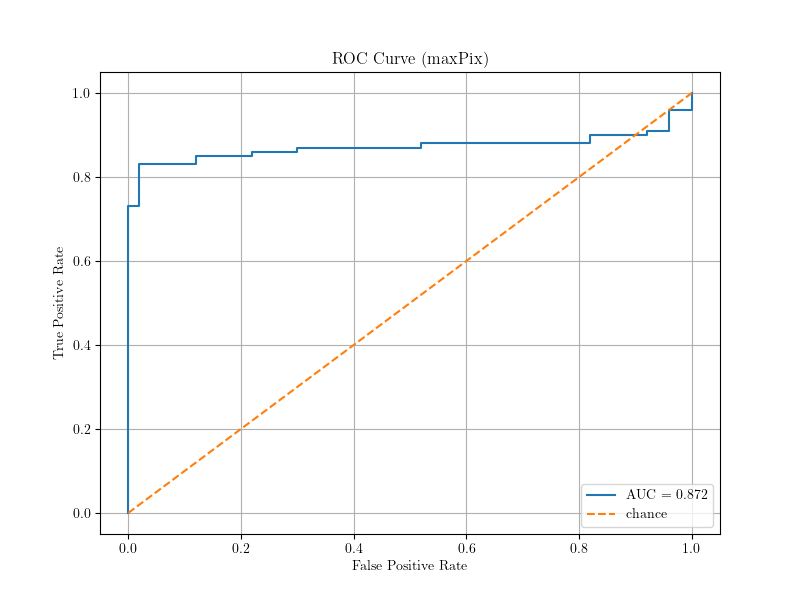 ROC Curve (maxPix)
True Positive Rate
1.0
0.8
0.6
0.4
0.2
0.0
0.0 0.2 0.4 0.6 0.8 1.0
False Positive Rate
AUC = 0.872
chance